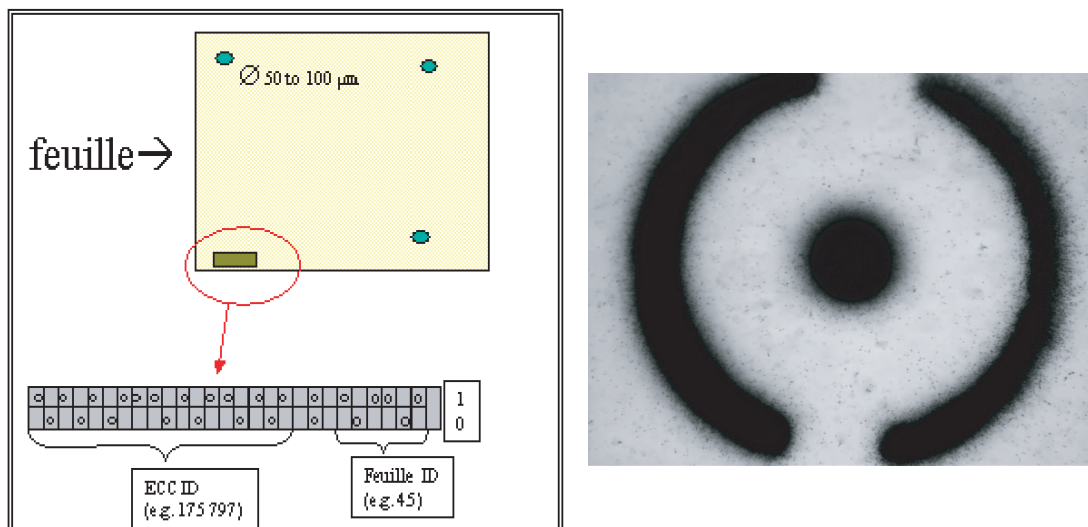 ∅ 50 to 100 μm
feuille→
1
0
ECC ID
(e.g. 175 797)
Feuille ID
(e.g. 45)